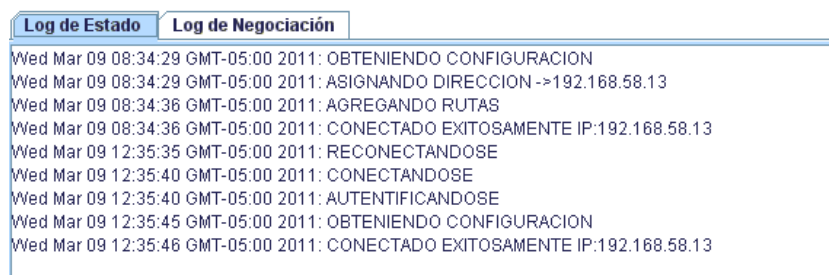 Log de Estado Log de Negociación
Wed Mar 09 08:34:29 GMT-05:00 2011: OBTENIENDO CONFIGURACION
Wed Mar 09 08:34:29 GMT-05:00 2011: ASIGNANDO DIRECCION ->192.168.58.13
Wed Mar 09 08:34:36 GMT-05:00 2011: AGREGANDO RUTAS
Wed Mar 09 08:34:36 GMT-05:00 2011: CONECTADO EXITOSAMENTE IP:192.168.58.13
Wed Mar 09 12:35:35 GMT-05:00 2011: RECONECTANDOSE
Wed Mar 09 12:35:40 GMT-05:00 2011: CONECTANDOSE
Wed Mar 09 12:35:40 GMT-05:00 2011: AUTENTIFICANDOSE
Wed Mar 09 12:35:45 GMT-05:00 2011: OBTENIENDO CONFIGURACION
Wed Mar 09 12:35:46 GMT-05:00 2011: CONECTADO EXITOSAMENTE IP:192.168.58.13